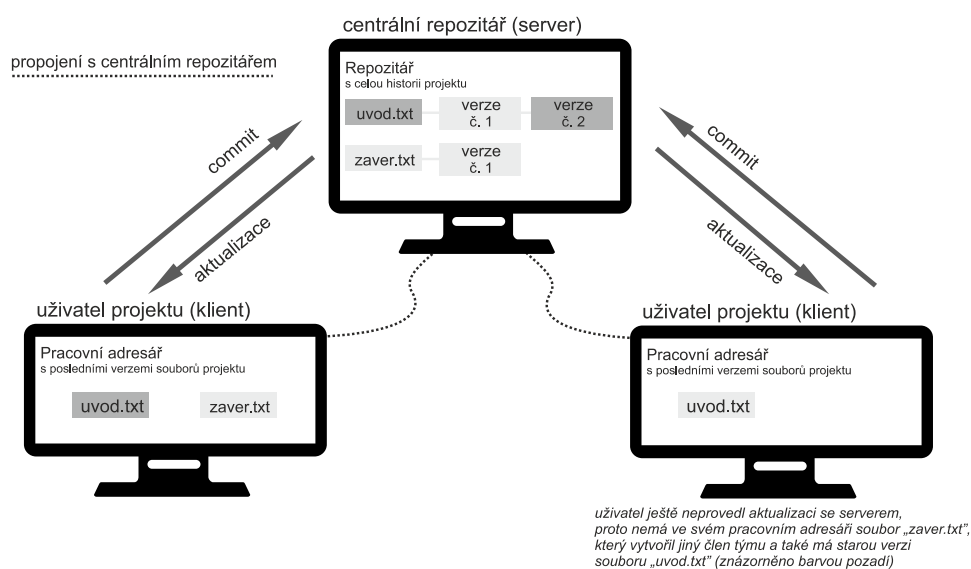 centrální repozitář (server)
propojení s centrálním repozitářem
Repozitář
s celou historii projektu
uvod.txt
verze
č. 1
verze
č. 2
zaver.txt
verze
č. 1
commit
aktualizace
commit
aktualizace
uživatel projektu (klient)
Pracovní adresář
s posledními verzemi souborů projektu
uvod.txt
zaver.txt
uživatel projektu (klient)
Pracovní adresář
s posledními verzemi souborů projektu
uvod.txt
uživatel ještě neprovedl aktualizaci se serverem,
proto nemá ve svém pracovním adresáři soubor „zaver.txt”,
který vytvořil jiný člen týmu a také má starou verzi
souboru „uvod.txt” (znázorněno barvou pozadí)